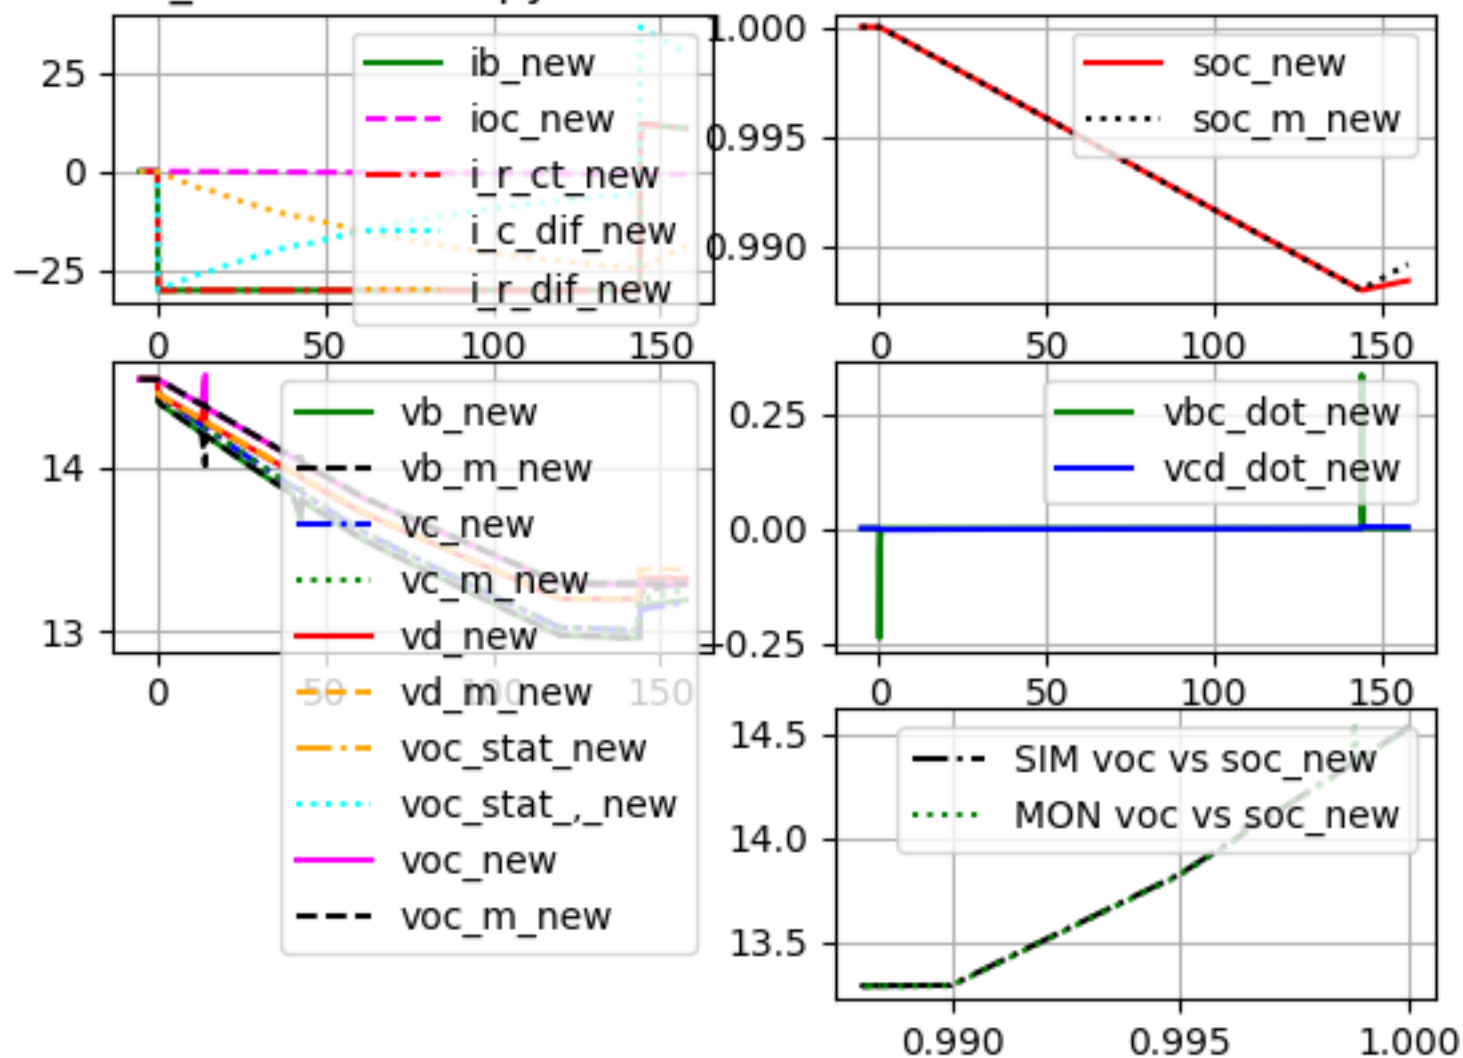 25
0
−25
0
50
100
150
ib_new
ioc_new
i_r_ct_new
i_c_dif_new
i_r_dif_new
1.000
0.995
0.990
0
50
100
150
soc_new
soc_m_new
14
13
0
50
100
150
vb_new
vb_m_new
vc_new
vc_m_new
vd_new
vd_m_new
voc_stat_new
voc_stat_,_new
voc_new
voc_m_new
0.25
0.00
−0.25
0
50
100
150
vbc_dot_new
vcd_dot_new
14.5
14.0
13.5
0.990
0.995
1.000
SIM voc vs soc_new
MON voc vs soc_new